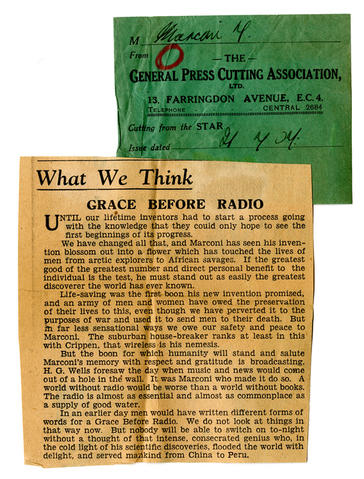 M Marconi
From
— THE —
GENERAL PRESS CUTTING ASSOCIATION,
LTD.
13, FARRINGDON AVENUE, E.C.4.
TELEPHONE CENTRAL 2684
Cutting from the STAR
Issue dated
What We Think
GRACE BEFORE RADIO
UNTIL our lifetime inventors had to start a process going
with the knowledge that they could only hope to see the
first beginnings of its progress.
We have changed all that, and Marconi has seen his inven-
tion blossom out into a flower which has touched the lives of
men from arctic explorers to African savages. If the greatest
good of the greatest number and direct personal benefit to the
individual is the test, he must stand out as easily the greatest
discoverer the world has ever known.
Life-saving was the first boon his new invention promised,
and an army of men and women have owed the preservation
of their lives to this, even though we have perverted it to the
purposes of war and used it to send men to their death. But
in far less sensational ways we owe our safety and peace to
Marconi. The suburban house-breaker ranks at least in this
with Crippen, that wireless is his nemesis.
But the boon for which humanity will stand and salute
Marconi's memory with respect and gratitude is broadcasting.
H. G. Wells foresaw the day when music and news would come
out of a hole in the wall. It was Marconi who made it do so. A
world without radio would be worse than a world without books.
The radio is almost as essential and almost as commonplace as
a supply of good water.
In an earlier day men would have written different forms of
words for a Grace Before Radio. We do not look at things in
that way now. But nobody will be able to switch on to-night
without a thought of that intense, consecrated genius who, in
the cold light of his scientific discoveries, flooded the world with
delight, and served mankind from China to Peru.